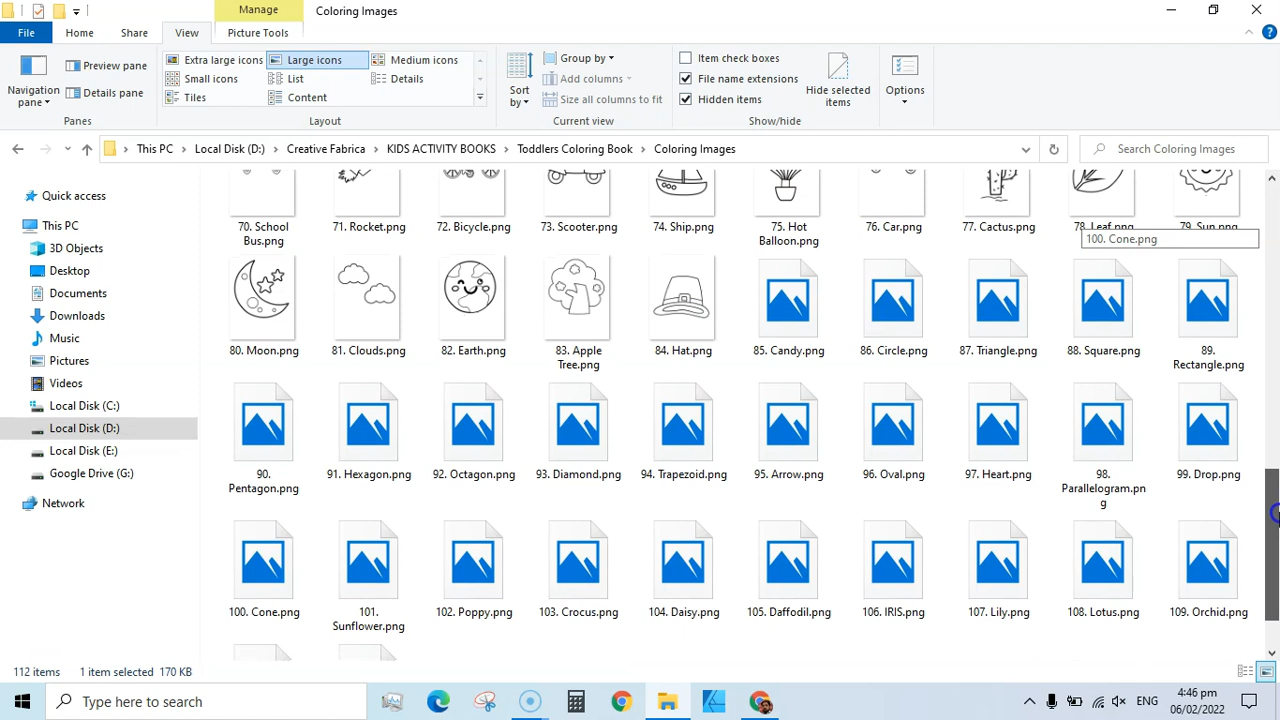 Manage
Coloring Images
File
Home
Share
View
Picture Tools
Navigation
pane
Preview pane
Details pane
Panes
Extra large icons
Large icons
Medium icons
Small icons
List
Details
Tiles
Content
Layout
Sort
by
Group by
Add columns
Size all columns to fit
Current view
Item check boxes
File name extensions
Hidden items
Hide selected
items
Show/hide
Options
This PC
Local Disk (D:)
Creative Fabrica
KIDS ACTIVITY BOOKS
Toddlers Coloring Book
Coloring Images
Search Coloring Images
Quick access
This PC
3D Objects
Desktop
Documents
Downloads
Music
Pictures
Videos
Local Disk (C:)
Local Disk (D:)
Local Disk (E:)
Google Drive (G:)
Network
70. School
Bus.png
71. Rocket.png
72. Bicycle.png
73. Scooter.png
74. Ship.png
75. Hot
Balloon.png
76. Car.png
77. Cactus.png
78. Leaf.png
79. Sun.png
100. Cone.png
80. Moon.png
81. Clouds.png
82. Earth.png
83. Apple
Tree.png
84. Hat.png
85. Candy.png
86. Circle.png
87. Triangle.png
88. Square.png
89.
Rectangle.png
90.
Pentagon.png
91. Hexagon.png
92. Octagon.png
93. Diamond.png
94. Trapezoid.png
95. Arrow.png
96. Oval.png
97. Heart.png
98.
Parallelogram.pn
g
99. Drop.png
100. Cone.png
101.
Sunflower.png
102. Poppy.png
103. Crocus.png
104. Daisy.png
105. Daffodil.png
106. IRIS.png
107. Lily.png
108. Lotus.png
109. Orchid.png
112 items
1 item selected 170 KB
Type here to search
ENG
4:46 pm
06/02/2022